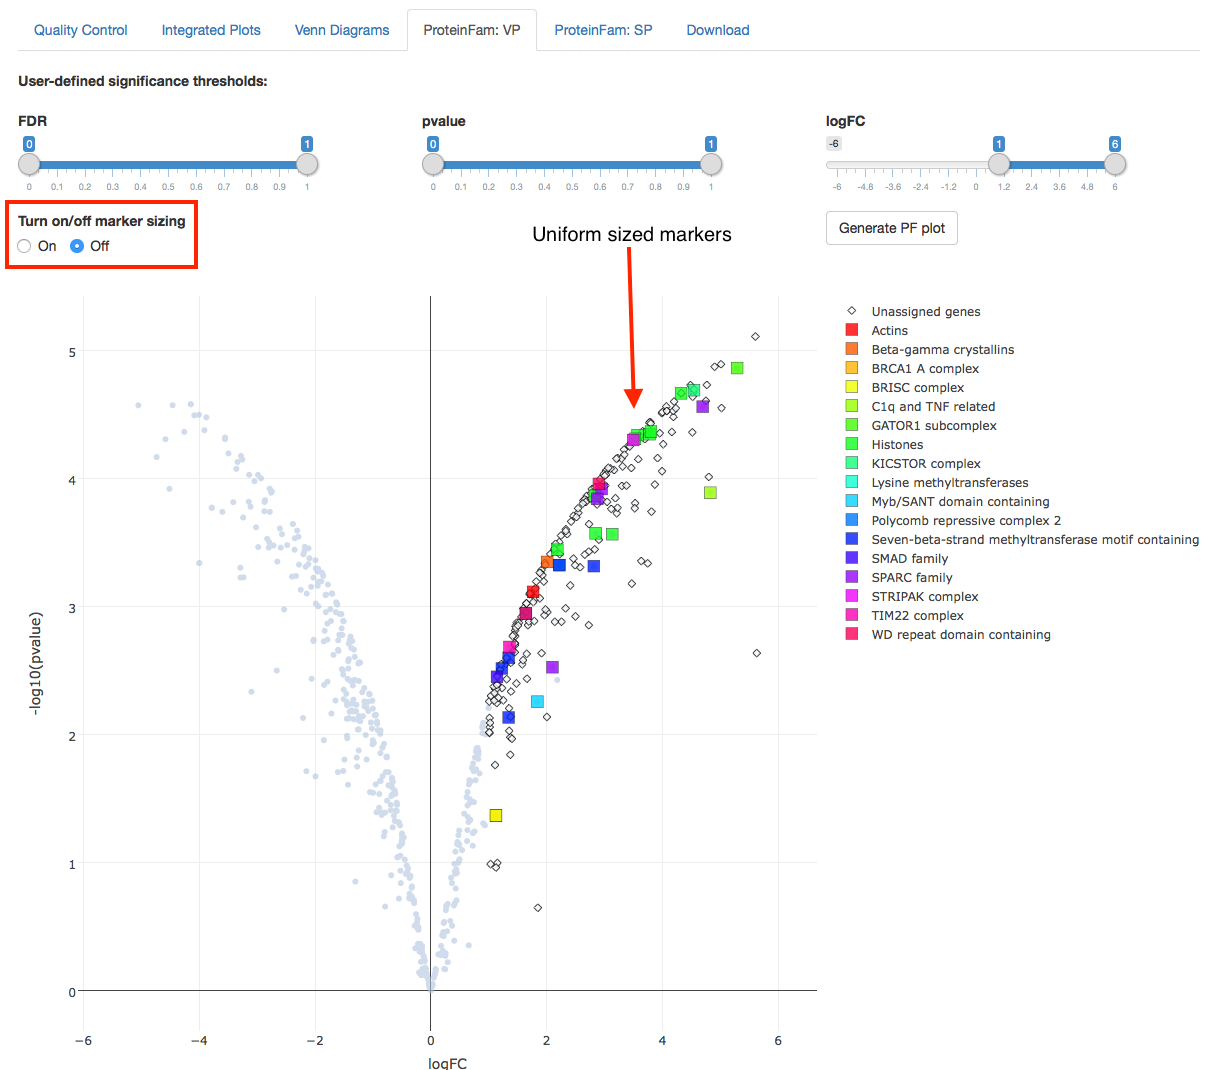 Quality Control Integrated Plots Venn Diagrams ProteinFam: VP ProteinFam: SP Download
User-defined significance thresholds:
FDR pvalue logFC
0 1 0 1 -6 1 6
0 0.1 0.2 0.3 0.4 0.5 0.6 0.7 0.8 0.9 1 0 0.1 0.2 0.3 0.4 0.5 0.6 0.7 0.8 0.9 1 -6 -4.8 -3.6 -2.4 -1.2 0 1.2 2.4 3.6 4.8 6
Turn on/off marker sizing
On Off
Generate PF plot
Uniform sized markers
Unassigned genes
Actins
Beta-gamma crystallins
BRCA1 A complex
BRISC complex
C1q and TNF related
GATOR1 subcomplex
Histones
KICSTOR complex
Lysine methyltransferases
Myb/SANT domain containing
Polycomb repressive complex 2
Seven-beta-strand methyltransferase motif containing
SMAD family
SPARC family
STRIPAK complex
TIM22 complex
WD repeat domain containing
-log10(pvalue)
5
4
3
2
1
0
−6 −4 −2 0 2 4 6
logFC